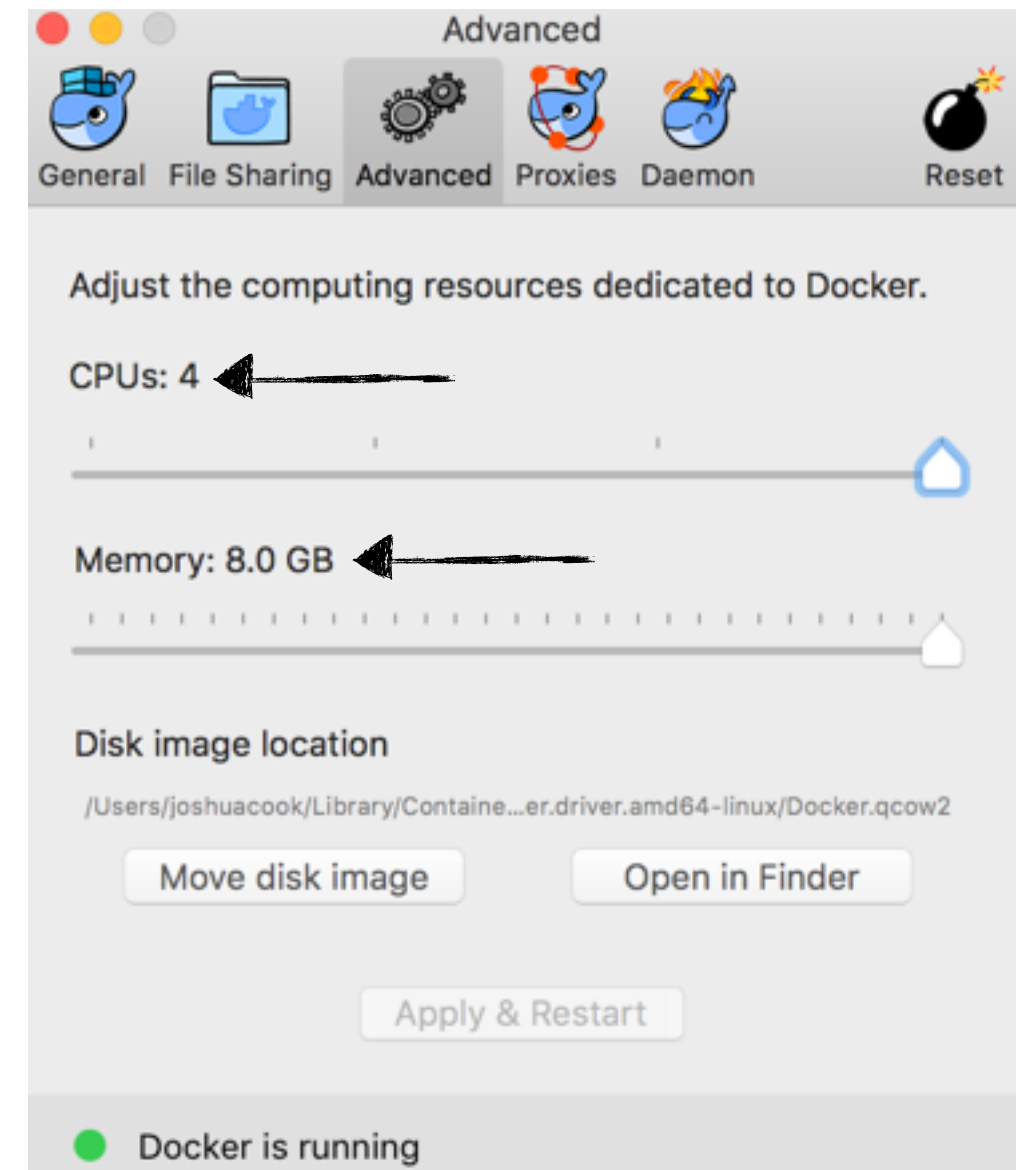 Advanced
General File Sharing Advanced Proxies Daemon Reset
Adjust the computing resources dedicated to Docker.
CPUs: 4
Memory: 8.0 GB
Disk image location
/Users/joshuacook/Library/Containe...er.driver.amd64-linux/Docker.qcow2
Move disk image Open in Finder
Apply & Restart
Docker is running